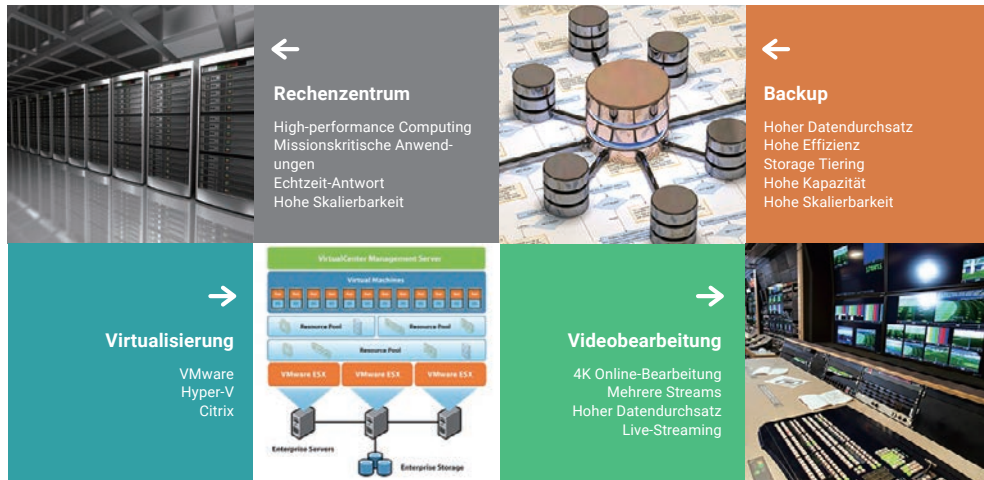 Rechenzentrum
High-performance Computing
Missionskritische Anwend-
ungen
Echtzeit-Antwort
Hohe Skalierbarkeit
Backup
Hoher Datendurchsatz
Hohe Effizienz
Storage Tiering
Hohe Kapazität
Hohe Skalierbarkeit
Virtualisierung
VMware
Hyper-V
Citrix
VirtualCenter Management Server
Virtual Machines
Resource Pool
Resource Pool
Resource Pool
VMware ESX
VMware ESX
VMware ESX
Enterprise Servers
Enterprise Storage
Videobearbeitung
4K Online-Bearbeitung
Mehrere Streams
Hoher Datendurchsatz
Live-Streaming